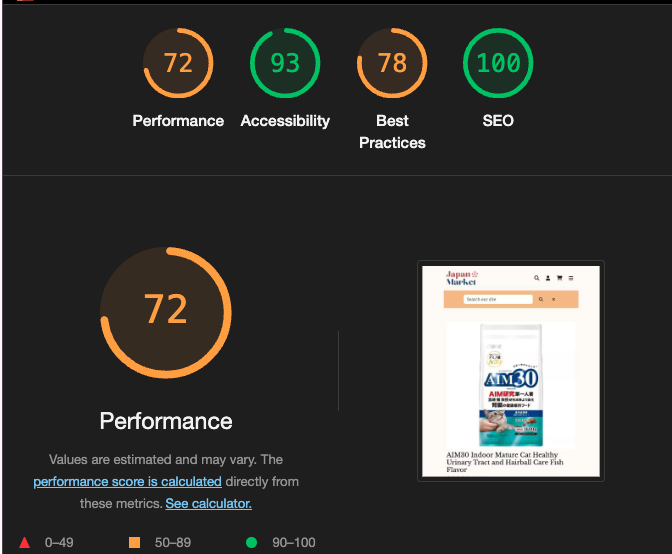 72
93
78
100
Performance
Accessibility
Best
Practices
SEO
72
Performance
Values are estimated and may vary. The
performance score is calculated directly from
these metrics. See calculator.
0–49
50–89
90–100
Japan
Market
Search our site
AIM30
AIM30 Indoor Mature Cat Healthy
Urinary Tract and Hairball Care Fish
Flavor